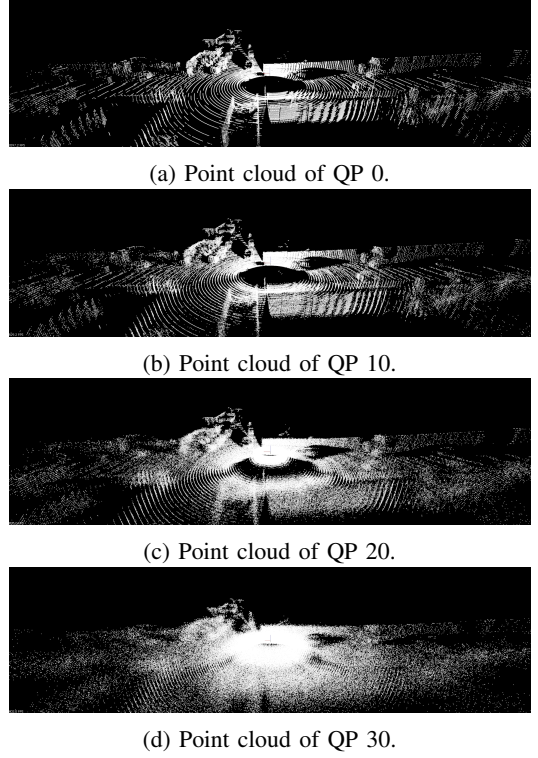 (a) Point cloud of QP 0.
(b) Point cloud of QP 10.
(c) Point cloud of QP 20.
(d) Point cloud of QP 30.